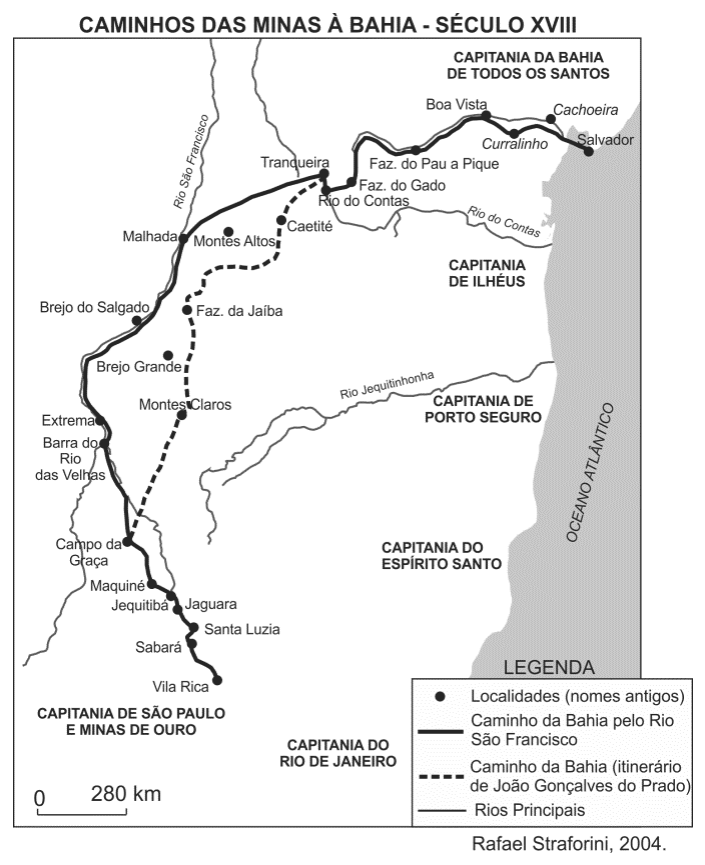 CAMINHOS DAS MINAS À BAHIA - SÉCULO XVIII
CAPITANIA DA BAHIA
DE TODOS OS SANTOS
Boa Vista
Cachoeira
Curralinho
Salvador
Rio São Francisco
Tranqueira
Faz. do Pau a Pique
Faz. do Gado
Rio do Contas
Rio do Contas
Caetité
Malhada
Montes Altos
CAPITANIA
DE ILHÉUS
Brejo do Salgado
Faz. da Jaíba
Brejo Grande
Rio Jequitinhonha
CAPITANIA DE
PORTO SEGURO
Montes Claros
Extrema
Barra do
Rio
das Velhas
OCEANO ATLÂNTICO
Campo da
Graça
CAPITANIA DO
ESPÍRITO SANTO
Maquiné
Jequitibá
Jaguara
Santa Luzia
Sabará
Vila Rica
CAPITANIA DE SÃO PAULO
E MINAS DE OURO
CAPITANIA DO
RIO DE JANEIRO
LEGENDA
Localidades (nomes antigos)
Caminho da Bahia pelo Rio
São Francisco
Caminho da Bahia (itinerário
de João Gonçalves do Prado)
Rios Principais
0 280 km
Rafael Straforini, 2004.